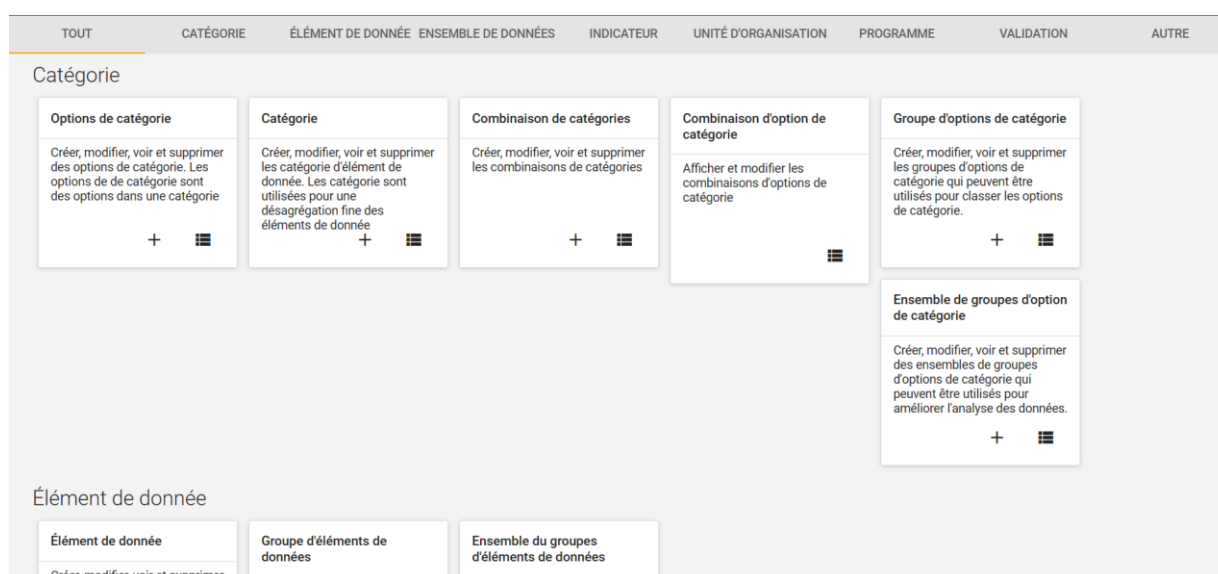 TOUT CATÉGORIE ÉLÉMENT DE DONNÉE ENSEMBLE DE DONNÉES INDICATEUR UNITÉ D'ORGANISATION PROGRAMME VALIDATION AUTRE
Catégorie
Options de catégorie
Créer, modifier, voir et supprimer
des options de catégorie. Les
options de de catégorie sont
des options dans une catégorie
Catégorie
Créer, modifier, voir et supprimer
les catégorie d'élément de
donnée. Les catégorie sont
utilisées pour une
désagrégation fine des
éléments de donnée
Combinaison de catégories
Créer, modifier, voir et supprimer
les combinaisons de catégories
Combinaison d'option de
catégorie
Afficher et modifier les
combinaisons d'options de
catégorie
Groupe d'options de catégorie
Créer, modifier, voir et supprimer
les groupes d'options de
catégorie qui peuvent être
utilisés pour classer les options
de catégorie.
Ensemble de groupes d'option
de catégorie
Créer, modifier, voir et supprimer
des ensembles de groupes
d'options de catégorie qui
peuvent être utilisés pour
améliorer l'analyse des données.
Élément de donnée
Élément de donnée
Créer, modifier, voir et supprimer
Groupe d'éléments de
données
Ensemble du groupes
d'éléments de données